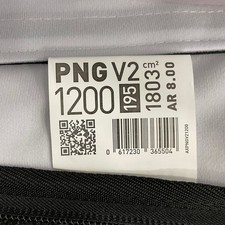 PNG V2
1200 195 1803 cm²
AR 8.00
0 617230 365504